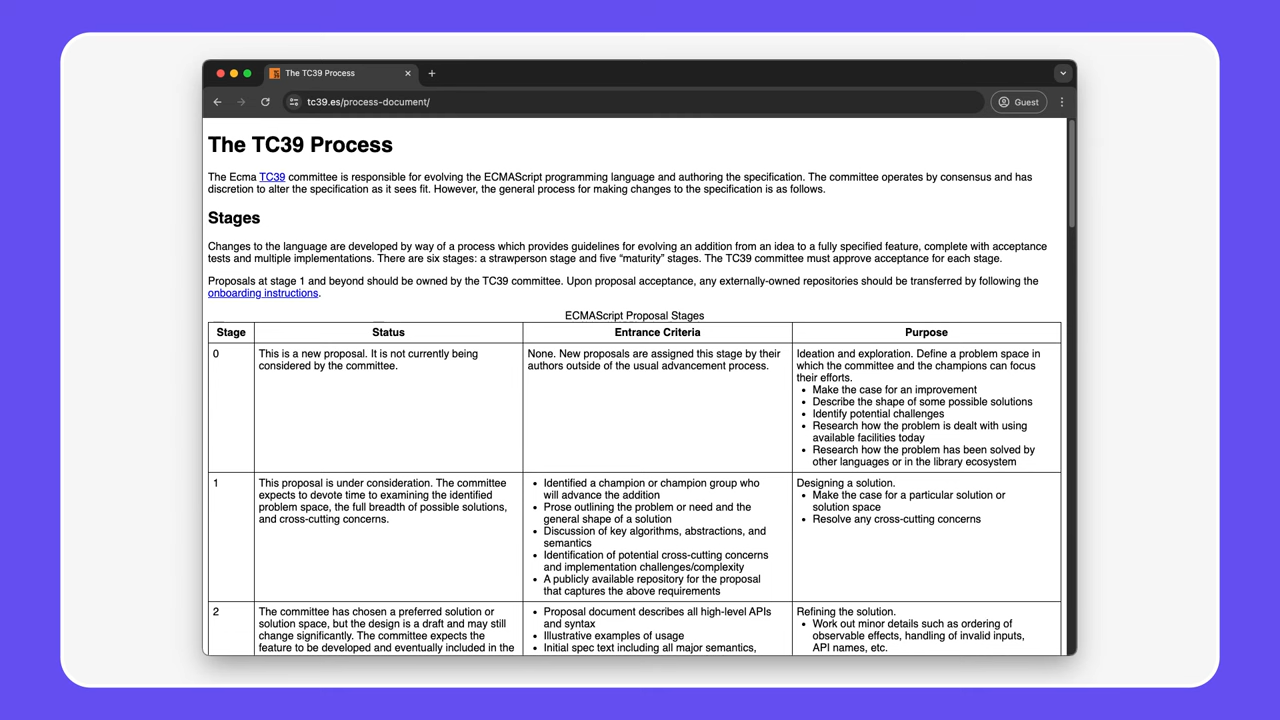 The TC39 Process
tc39.es/process-document/
Guest
The TC39 Process
The Ecma TC39 committee is responsible for evolving the ECMAScript programming language and authoring the specification. The committee operates by consensus and has
discretion to alter the specification as it sees fit. However, the general process for making changes to the specification is as follows.
Stages
Changes to the language are developed by way of a process which provides guidelines for evolving an addition from an idea to a fully specified feature, complete with acceptance
tests and multiple implementations. There are six stages: a strawperson stage and five “maturity” stages. The TC39 committee must approve acceptance for each stage.
Proposals at stage 1 and beyond should be owned by the TC39 committee. Upon proposal acceptance, any externally-owned repositories should be transferred by following the
onboarding instructions.
ECMAScript Proposal Stages
Stage Status Entrance Criteria Purpose
0
This is a new proposal. It is not currently being
considered by the committee.
None. New proposals are assigned this stage by their
authors outside of the usual advancement process.
Ideation and exploration. Define a problem space in
which the committee and the champions can focus
their efforts.
• Make the case for an improvement
• Describe the shape of some possible solutions
• Identify potential challenges
• Research how the problem is dealt with using
available facilities today
• Research how the problem has been solved by
other languages or in the library ecosystem
1
This proposal is under consideration. The committee
expects to devote time to examining the identified
problem space, the full breadth of possible solutions,
and cross-cutting concerns.
• Identified a champion or champion group who
will advance the addition
• Prose outlining the problem or need and the
general shape of a solution
• Discussion of key algorithms, abstractions, and
semantics
• Identification of potential cross-cutting concerns
and implementation challenges/complexity
• A publicly available repository for the proposal
that captures the above requirements
Designing a solution.
• Make the case for a particular solution or
solution space
• Resolve any cross-cutting concerns
2
The committee has chosen a preferred solution or
solution space, but the design is a draft and may still
change significantly. The committee expects the
feature to be developed and eventually included in the
• Proposal document describes all high-level APIs
and syntax
• Illustrative examples of usage
• Initial spec text including all major semantics,
Refining the solution.
• Work out minor details such as ordering of
observable effects, handling of invalid inputs,
API names, etc.